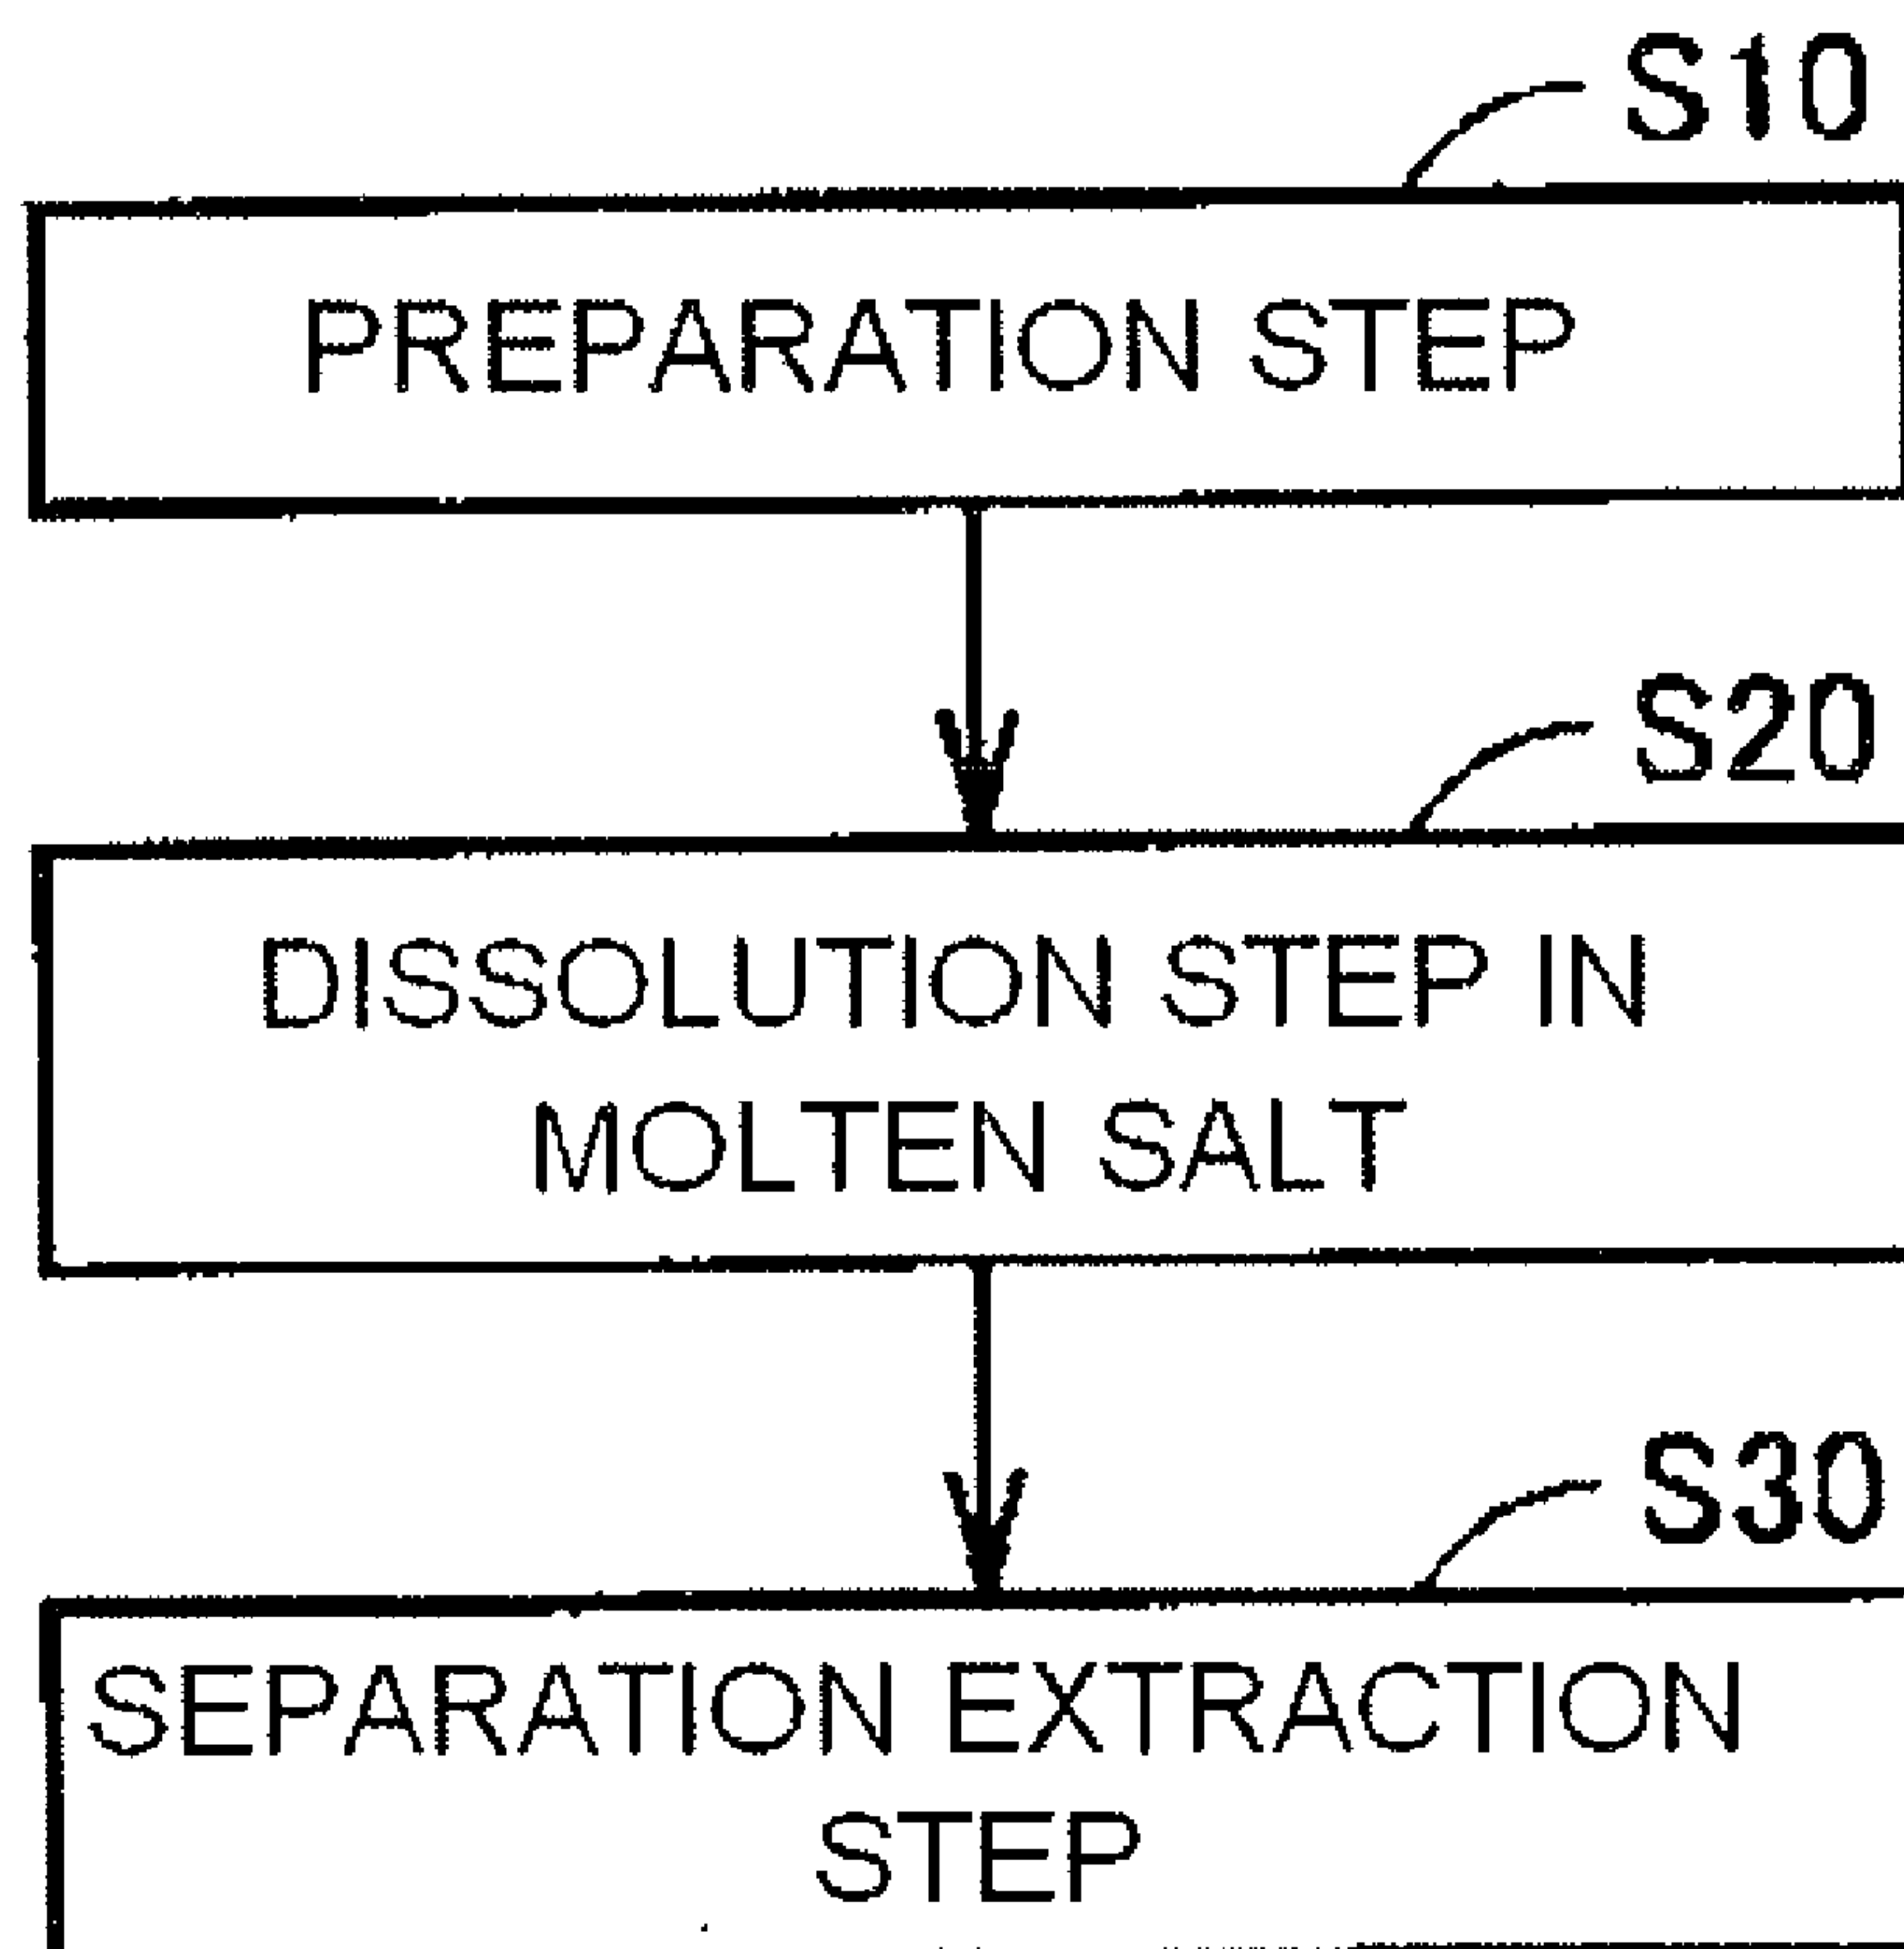 S10
PREPARATION STEP
S20
DISSOLUTION STEP IN
MOLTEN SALT
S30
SEPARATION EXTRACTION
STEP